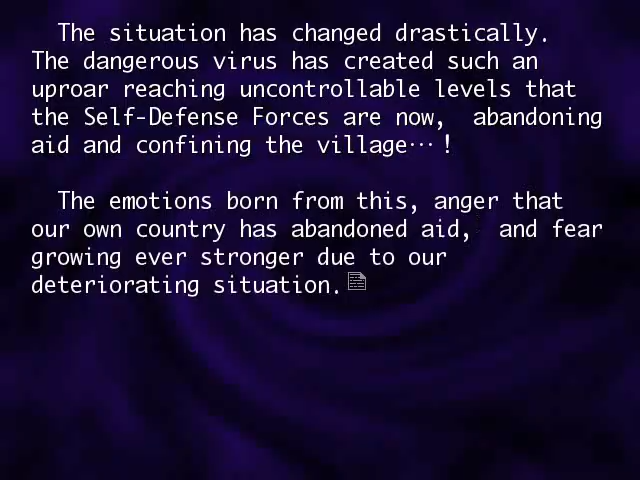 The situation has changed drastically.
The dangerous virus has created such an
uproar reaching uncontrollable levels that
the Self-Defense Forces are now,  abandoning
aid and confining the village…！
The emotions born from this, anger that
our own country has abandoned aid,  and fear
growing ever stronger due to our
deteriorating situation.